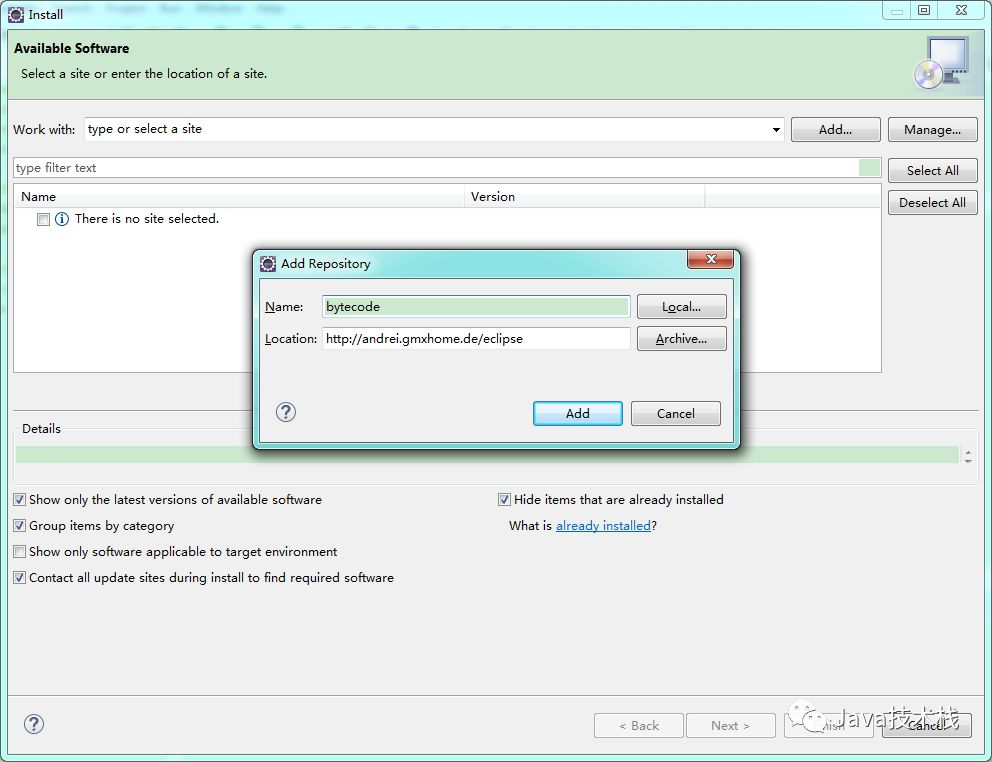 Install
Available Software
Select a site or enter the location of a site.
Work with: type or select a site Add... Manage...
type filter text Select All
Name Version Deselect All
There is no site selected.
Add Repository
Name: bytecode Local...
Location: http://andrei.gmxhome.de/eclipse Archive...
Add Cancel
Details
Show only the latest versions of available software Hide items that are already installed
Group items by category What is already installed?
Show only software applicable to target environment
Contact all update sites during install to find required software
< Back Next > Cancel
Java技术栈